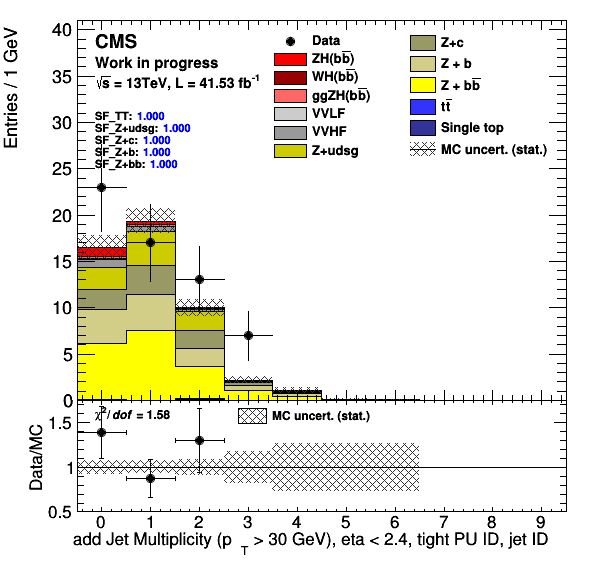 Entries / 1 GeV
40
35
30
25
20
15
10
5
0
CMS
Work in progress
√s = 13TeV, L = 41.53 fb⁻¹
SF_TT: 1.000
SF_Z+udsg: 1.000
SF_Z+c: 1.000
SF_Z+b: 1.000
SF_Z+bb: 1.000
Data
ZH(bb̅)
WH(bb̅)
ggZH(bb̅)
VVLF
VVHF
Z+udsg
Z+c
Z + b
Z + bb̅
tt̅
Single top
MC uncert. (stat.)
Data/MC
1.5
1
0.5
χ²/dof = 1.58
MC uncert. (stat.)
0 1 2 3 4 5 6 7 8 9
add Jet Multiplicity (p_T > 30 GeV), eta < 2.4, tight PU ID, jet ID